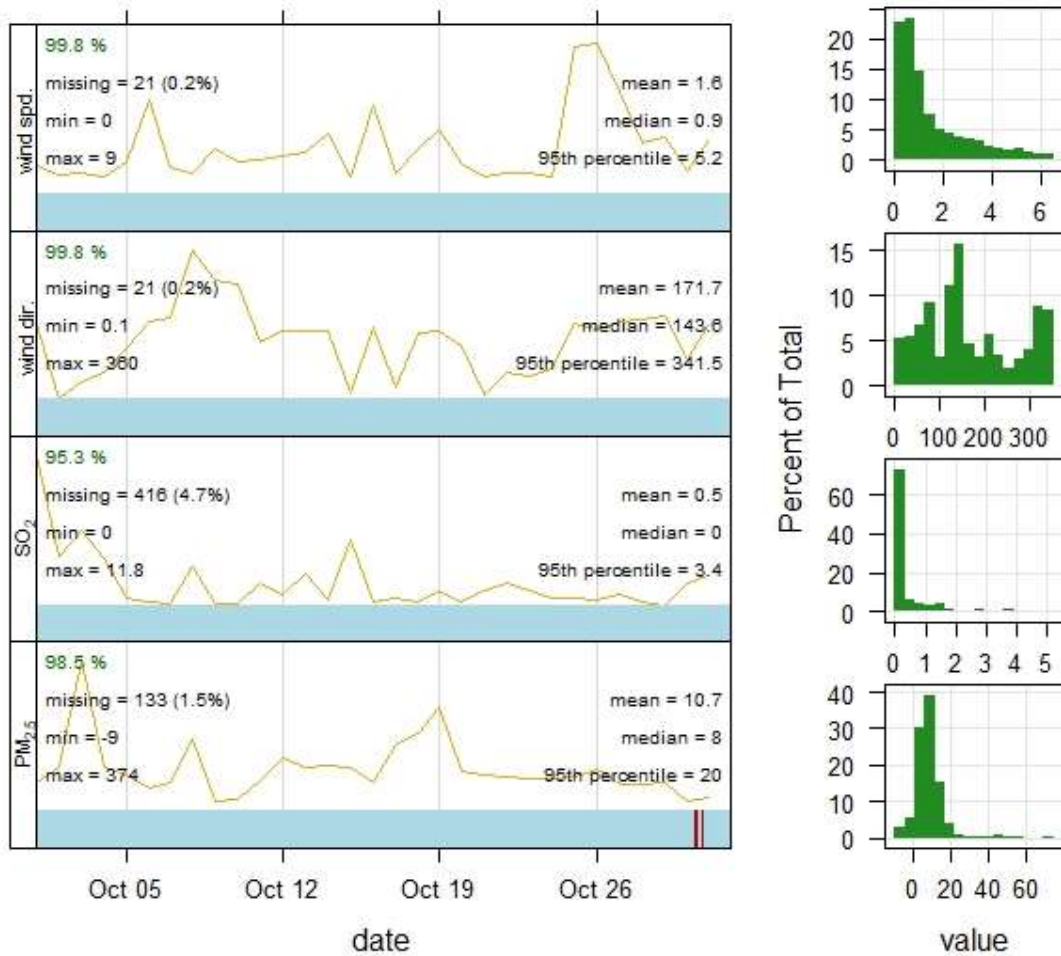 wind spd.
99.8 %
missing = 21 (0.2%)
min = 0
max = 9
mean = 1.6
median = 0.9
95th percentile = 5.2
wind dir.
99.8 %
missing = 21 (0.2%)
min = 0.1
max = 360
mean = 171.7
median = 143.6
95th percentile = 341.5
SO2
95.3 %
missing = 416 (4.7%)
min = 0
max = 11.8
mean = 0.5
median = 0
95th percentile = 3.4
PM2.5
98.5 %
missing = 133 (1.5%)
min = -9
max = 374
mean = 10.7
median = 8
95th percentile = 20
Oct 05 Oct 12 Oct 19 Oct 26
date
Percent of Total
20
15
10
5
0
0 2 4 6
15
10
5
0
0 100 200 300
60
40
20
0
0 1 2 3 4 5
40
30
20
10
0
0 20 40 60
value